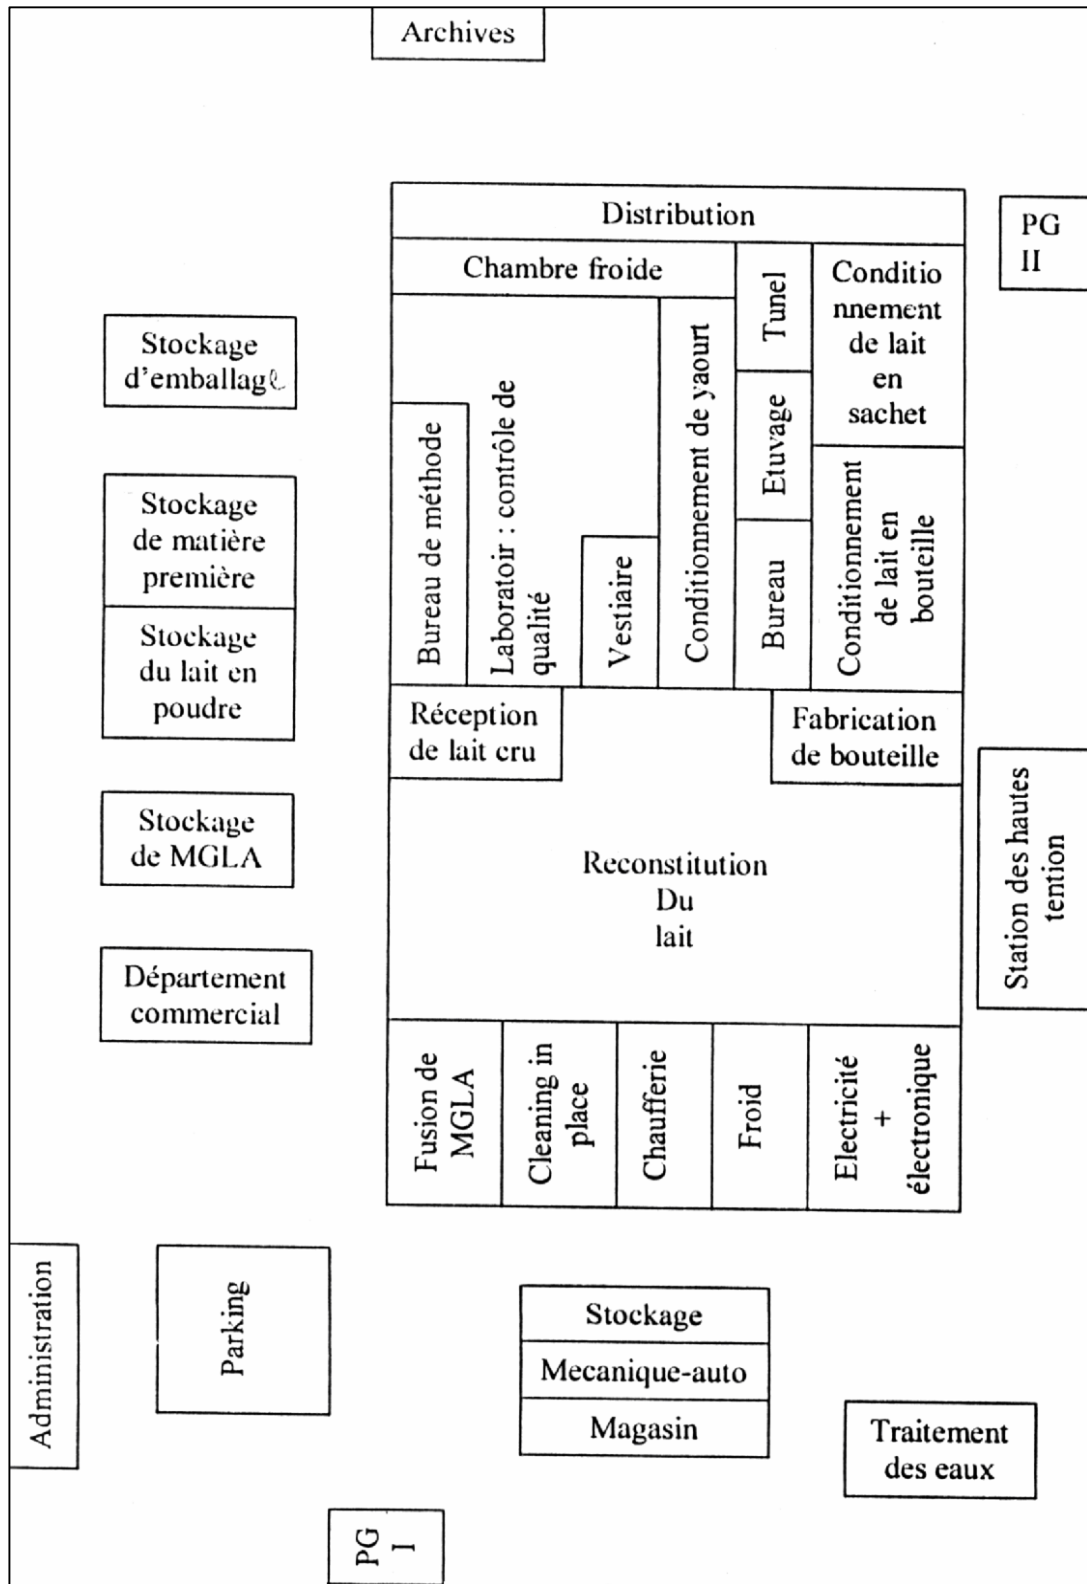 Archives
Distribution
PG
II
Chambre froide
Tunel
Conditio
nnement
de lait
en
sachet
Stockage
d'emballage
Bureau de méthode
Laboratoir : contrôle de
qualité
Vestiaire
Conditionnement de yaourt
Etuvage
Bureau
Conditionnement
de lait en
bouteille
Stockage
de matière
première
Stockage
du lait en
poudre
Réception
de lait cru
Fabrication
de bouteille
Stockage
de MGLA
Reconstitution
Du
lait
Station des hautes
tention
Département
commercial
Fusion de
MGLA
Cleaning in
place
Chaufferie
Froid
Electricité
+
électronique
Administration
Parking
Stockage
Mecanique-auto
Magasin
Traitement
des eaux
PG
I